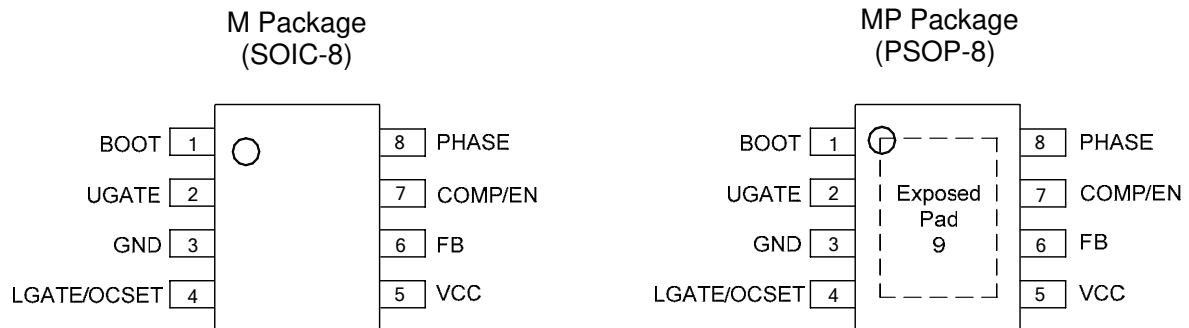 M Package
(SOIC-8)
BOOT 1
UGATE 2
GND 3
LGATE/OCSET 4
8 PHASE
7 COMP/EN
6 FB
5 VCC
MP Package
(PSOP-8)
BOOT 1
UGATE 2
GND 3
LGATE/OCSET 4
Exposed
Pad
9
8 PHASE
7 COMP/EN
6 FB
5 VCC